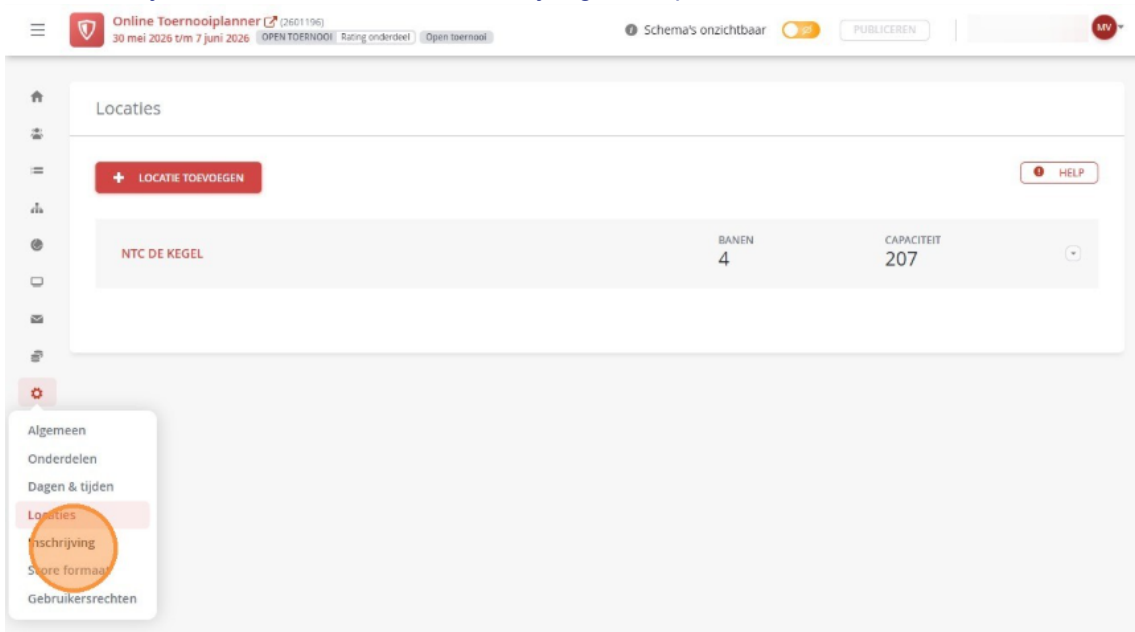 Online Toernooiplanner (2601196)
30 mei 2026 t/m 7 juni 2026 OPEN TOERNOOI Rating onderdeel Open toernooi
Schema's onzichtbaar
PUBLICEREN
MV
Locaties
+ LOCATIE TOEVOEGEN
HELP
NTC DE KEGEL
BANEN
4
CAPACITEIT
207
Algemeen
Onderdelen
Dagen & tijden
Locaties
Inschrijving
Score formaat
Gebruikersrechten